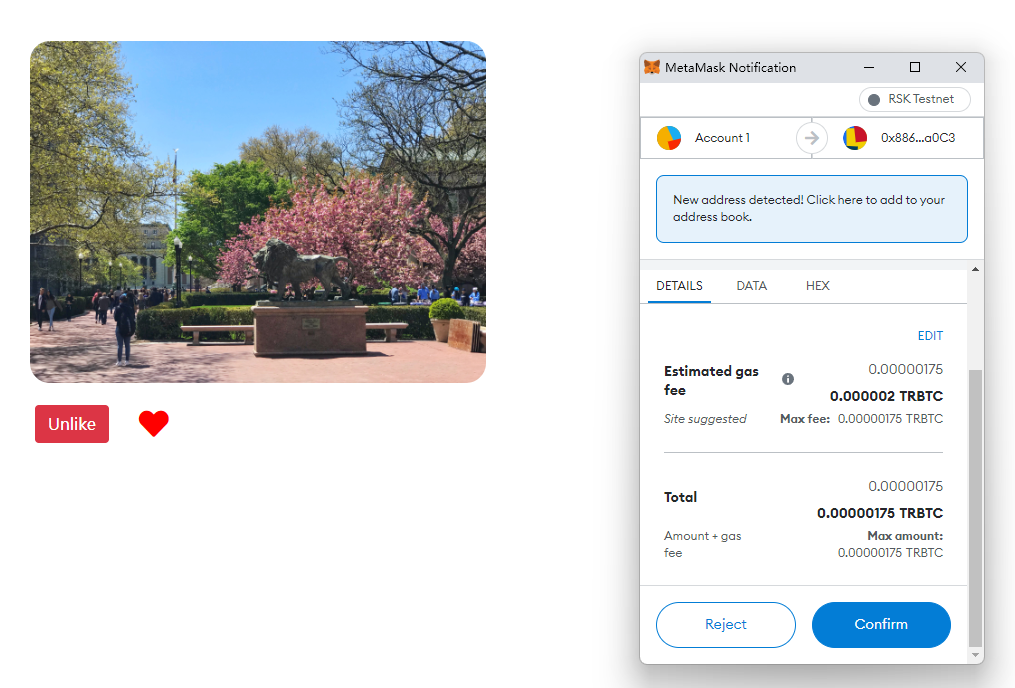 MetaMask Notification
RSK Testnet
Account 1
0x886...a0C3
New address detected! Click here to add to your
address book.
DETAILS DATA HEX
EDIT
Estimated gas
fee
0.00000175
0.000002 TRBTC
Site suggested
Max fee: 0.00000175 TRBTC
Unlike
Total
0.00000175
0.00000175 TRBTC
Amount + gas
fee
Max amount:
0.00000175 TRBTC
Reject
Confirm